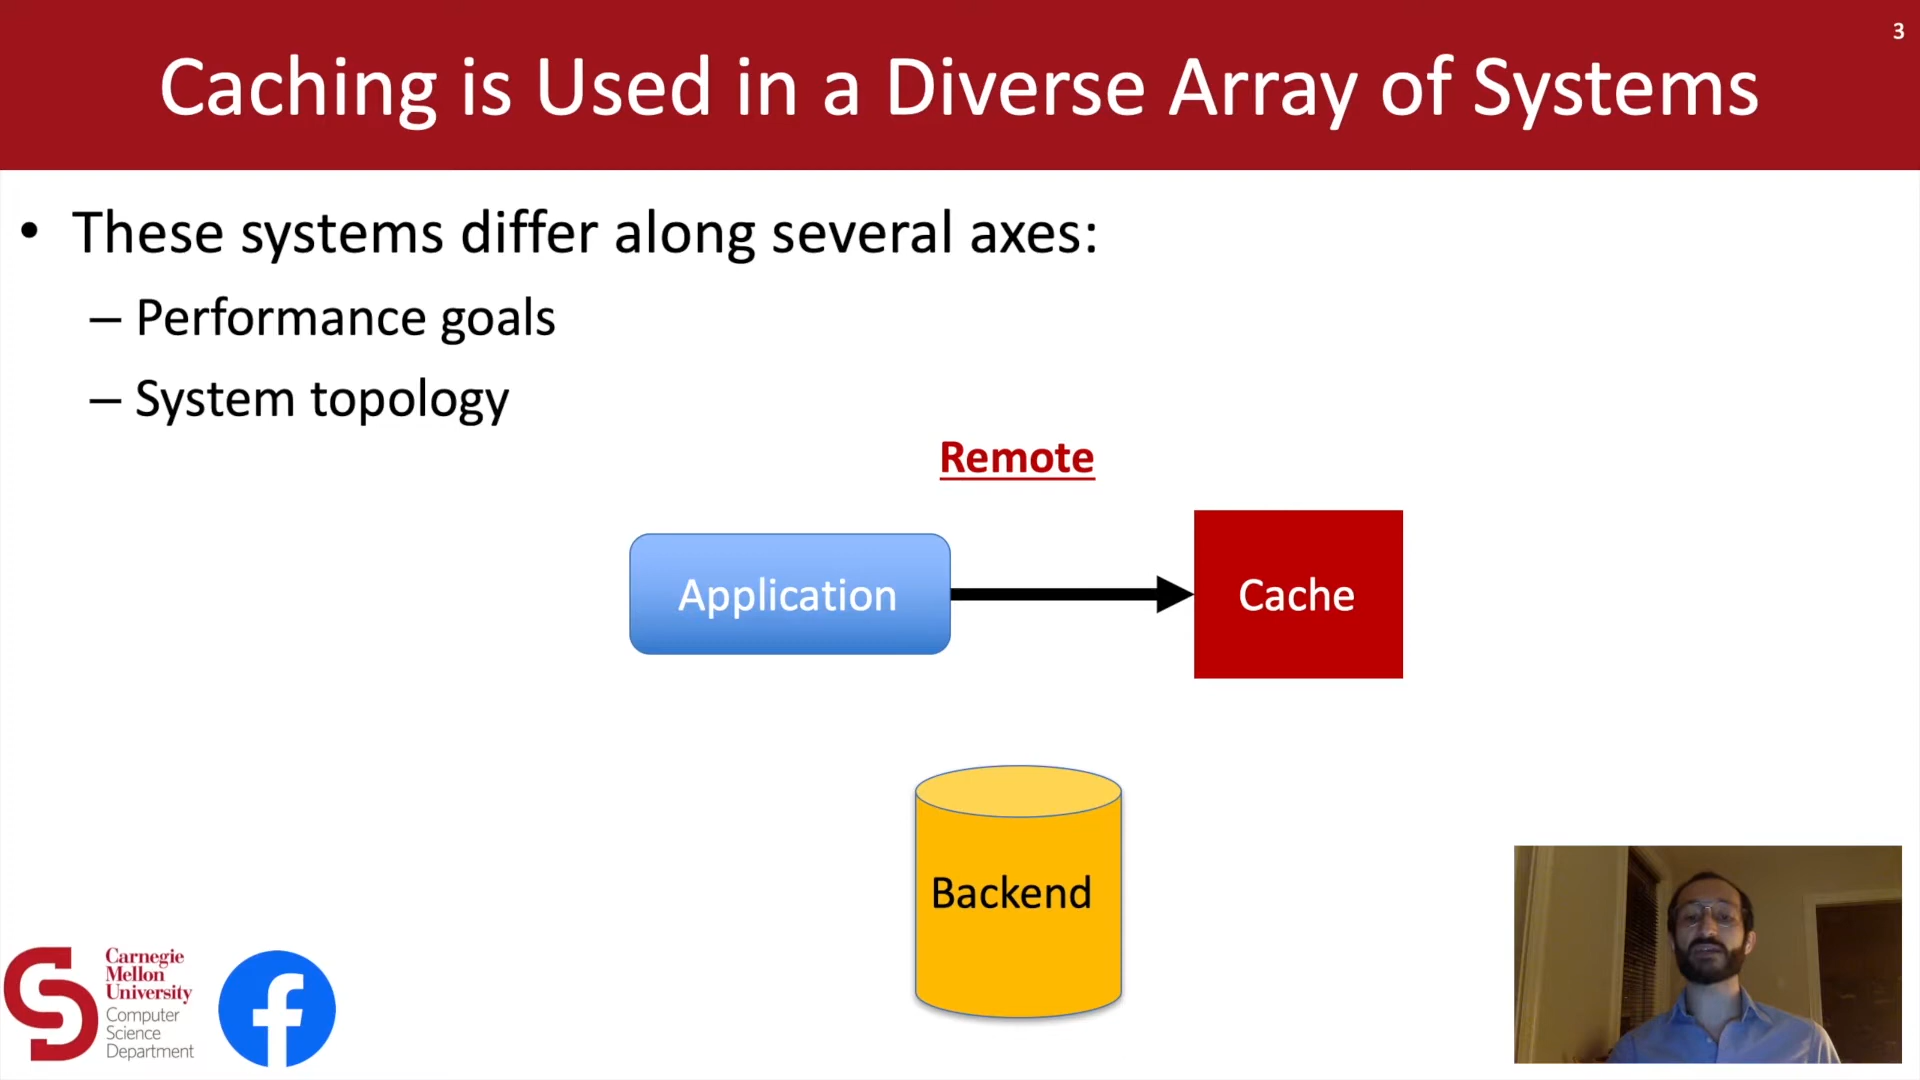 3
Caching is Used in a Diverse Array of Systems
• These systems differ along several axes:
– Performance goals
– System topology
Remote
Application
Cache
Backend
Carnegie
Mellon
University
Computer
Science
Department